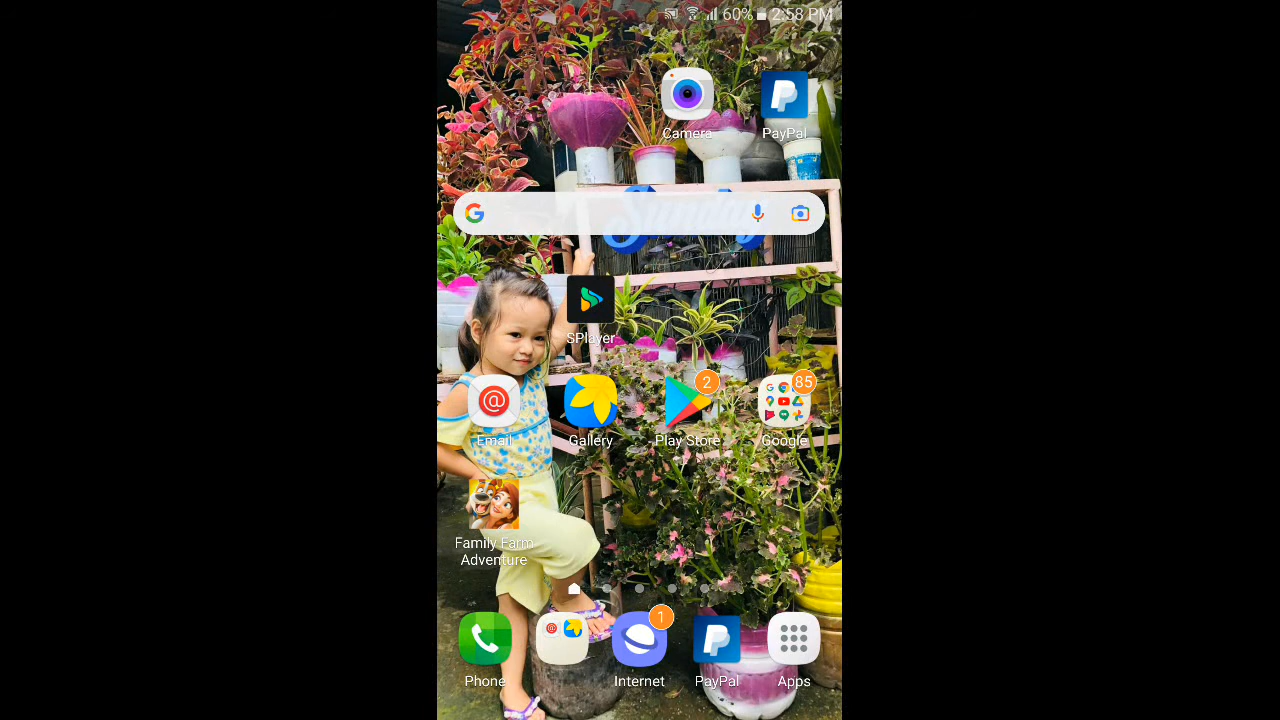 60% 2:58 PM
Camera
PayPal
Sunday
SPlayer
2
85
Email
Gallery
Play Store
Google
Family Farm
Adventure
1
Phone
Internet
PayPal
Apps